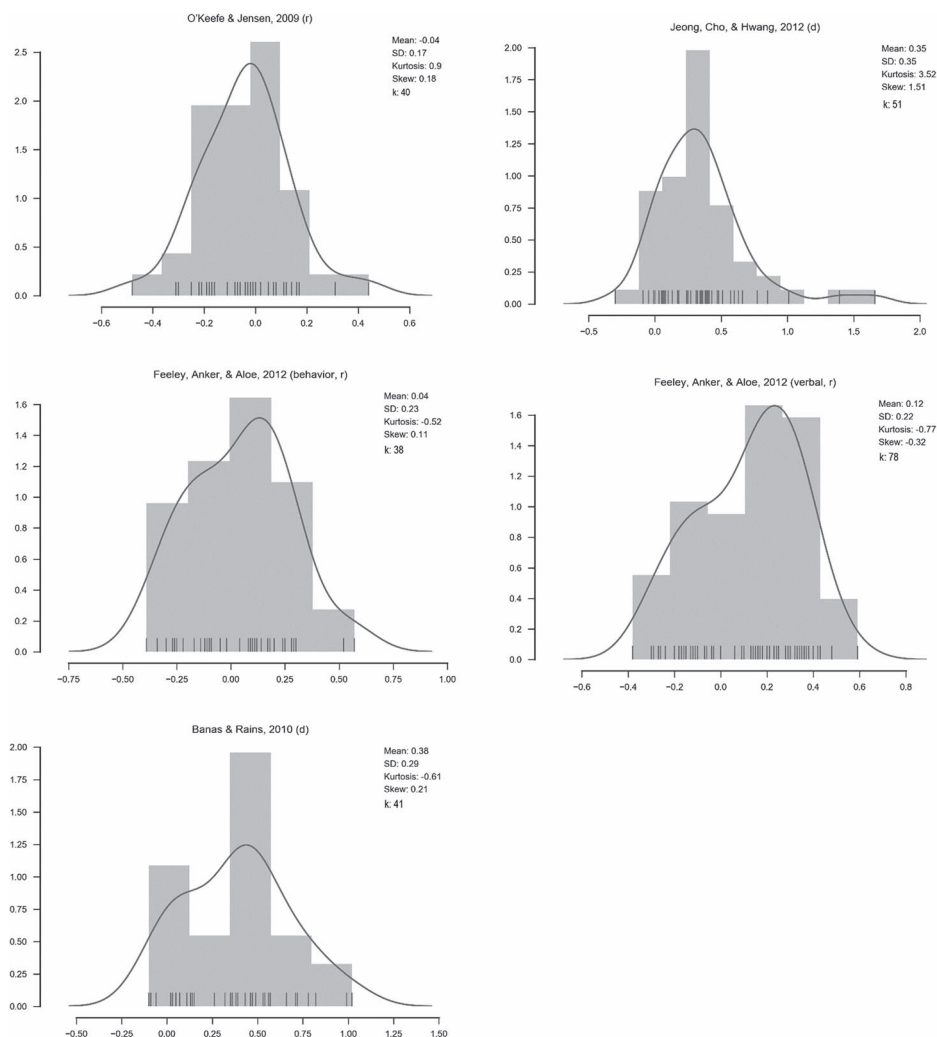 O'Keefe & Jensen, 2009 (r)
Mean: -0.04
SD: 0.17
Kurtosis: 0.9
Skew: 0.18
k: 40
2.5
2.0
1.5
1.0
0.5
0.0
−0.6 −0.4 −0.2 0.0 0.2 0.4 0.6
Jeong, Cho, & Hwang, 2012 (d)
Mean: 0.35
SD: 0.35
Kurtosis: 3.52
Skew: 1.51
k: 51
2.00
1.75
1.50
1.25
1.00
0.75
0.50
0.25
0.00
−0.5 0.0 0.5 1.0 1.5 2.0
Feeley, Anker, & Aloe, 2012 (behavior, r)
Mean: 0.04
SD: 0.23
Kurtosis: -0.52
Skew: 0.11
k: 38
1.6
1.4
1.2
1.0
0.8
0.6
0.4
0.2
0.0
−0.75 −0.50 −0.25 0.00 0.25 0.50 0.75 1.00
Feeley, Anker, & Aloe, 2012 (verbal, r)
Mean: 0.12
SD: 0.22
Kurtosis: -0.77
Skew: -0.32
k: 78
1.6
1.4
1.2
1.0
0.8
0.6
0.4
0.2
0.0
−0.6 −0.4 −0.2 0.0 0.2 0.4 0.6 0.8
Banas & Rains, 2010 (d)
Mean: 0.38
SD: 0.29
Kurtosis: -0.61
Skew: 0.21
k: 41
2.00
1.75
1.50
1.25
1.00
0.75
0.50
0.25
0.00
−0.50 −0.25 0.00 0.25 0.50 0.75 1.00 1.25 1.50